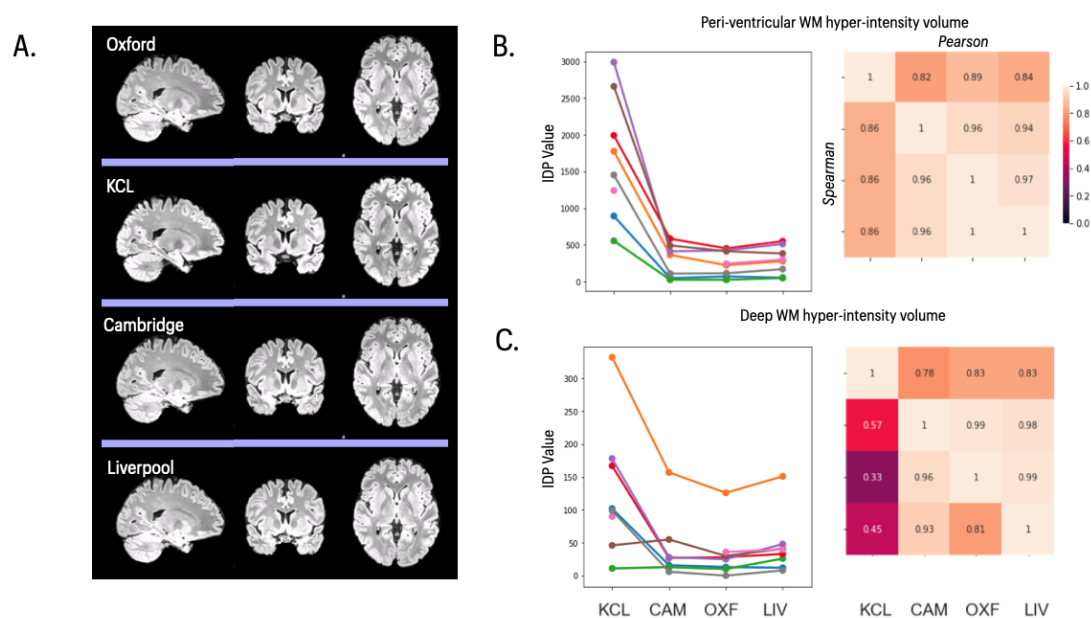 A.
Oxford
KCL
Cambridge
Liverpool
B.
Peri-ventricular WM hyper-intensity volume
Pearson
IDP Value
3000
2500
2000
1500
1000
500
0
Spearman
1 0.82 0.89 0.84
0.86 1 0.96 0.94
0.86 0.96 1 0.97
0.86 0.96 1 1
1.0
0.8
0.6
0.4
0.2
0.0
C.
Deep WM hyper-intensity volume
IDP Value
300
250
200
150
100
50
0
KCL CAM OXF LIV
1 0.78 0.83 0.83
0.57 1 0.99 0.98
0.33 0.96 1 0.99
0.45 0.93 0.81 1
KCL CAM OXF LIV